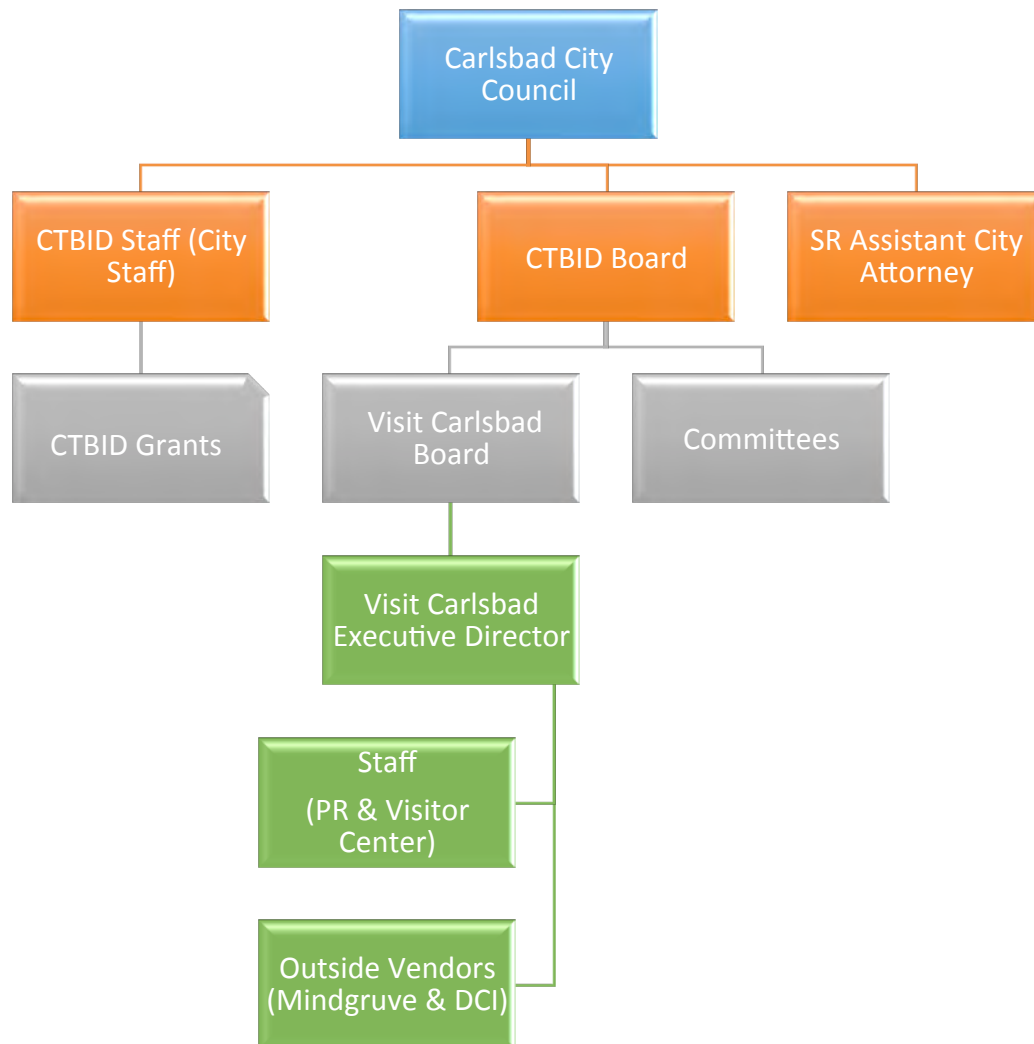 Carlsbad City
Council
CTBID Staff (City
Staff)
CTBID Board
SR Assistant City
Attorney
CTBID Grants
Visit Carlsbad
Board
Committees
Visit Carlsbad
Executive Director
Staff
(PR & Visitor
Center)
Outside Vendors
(Mindgruve & DCI)